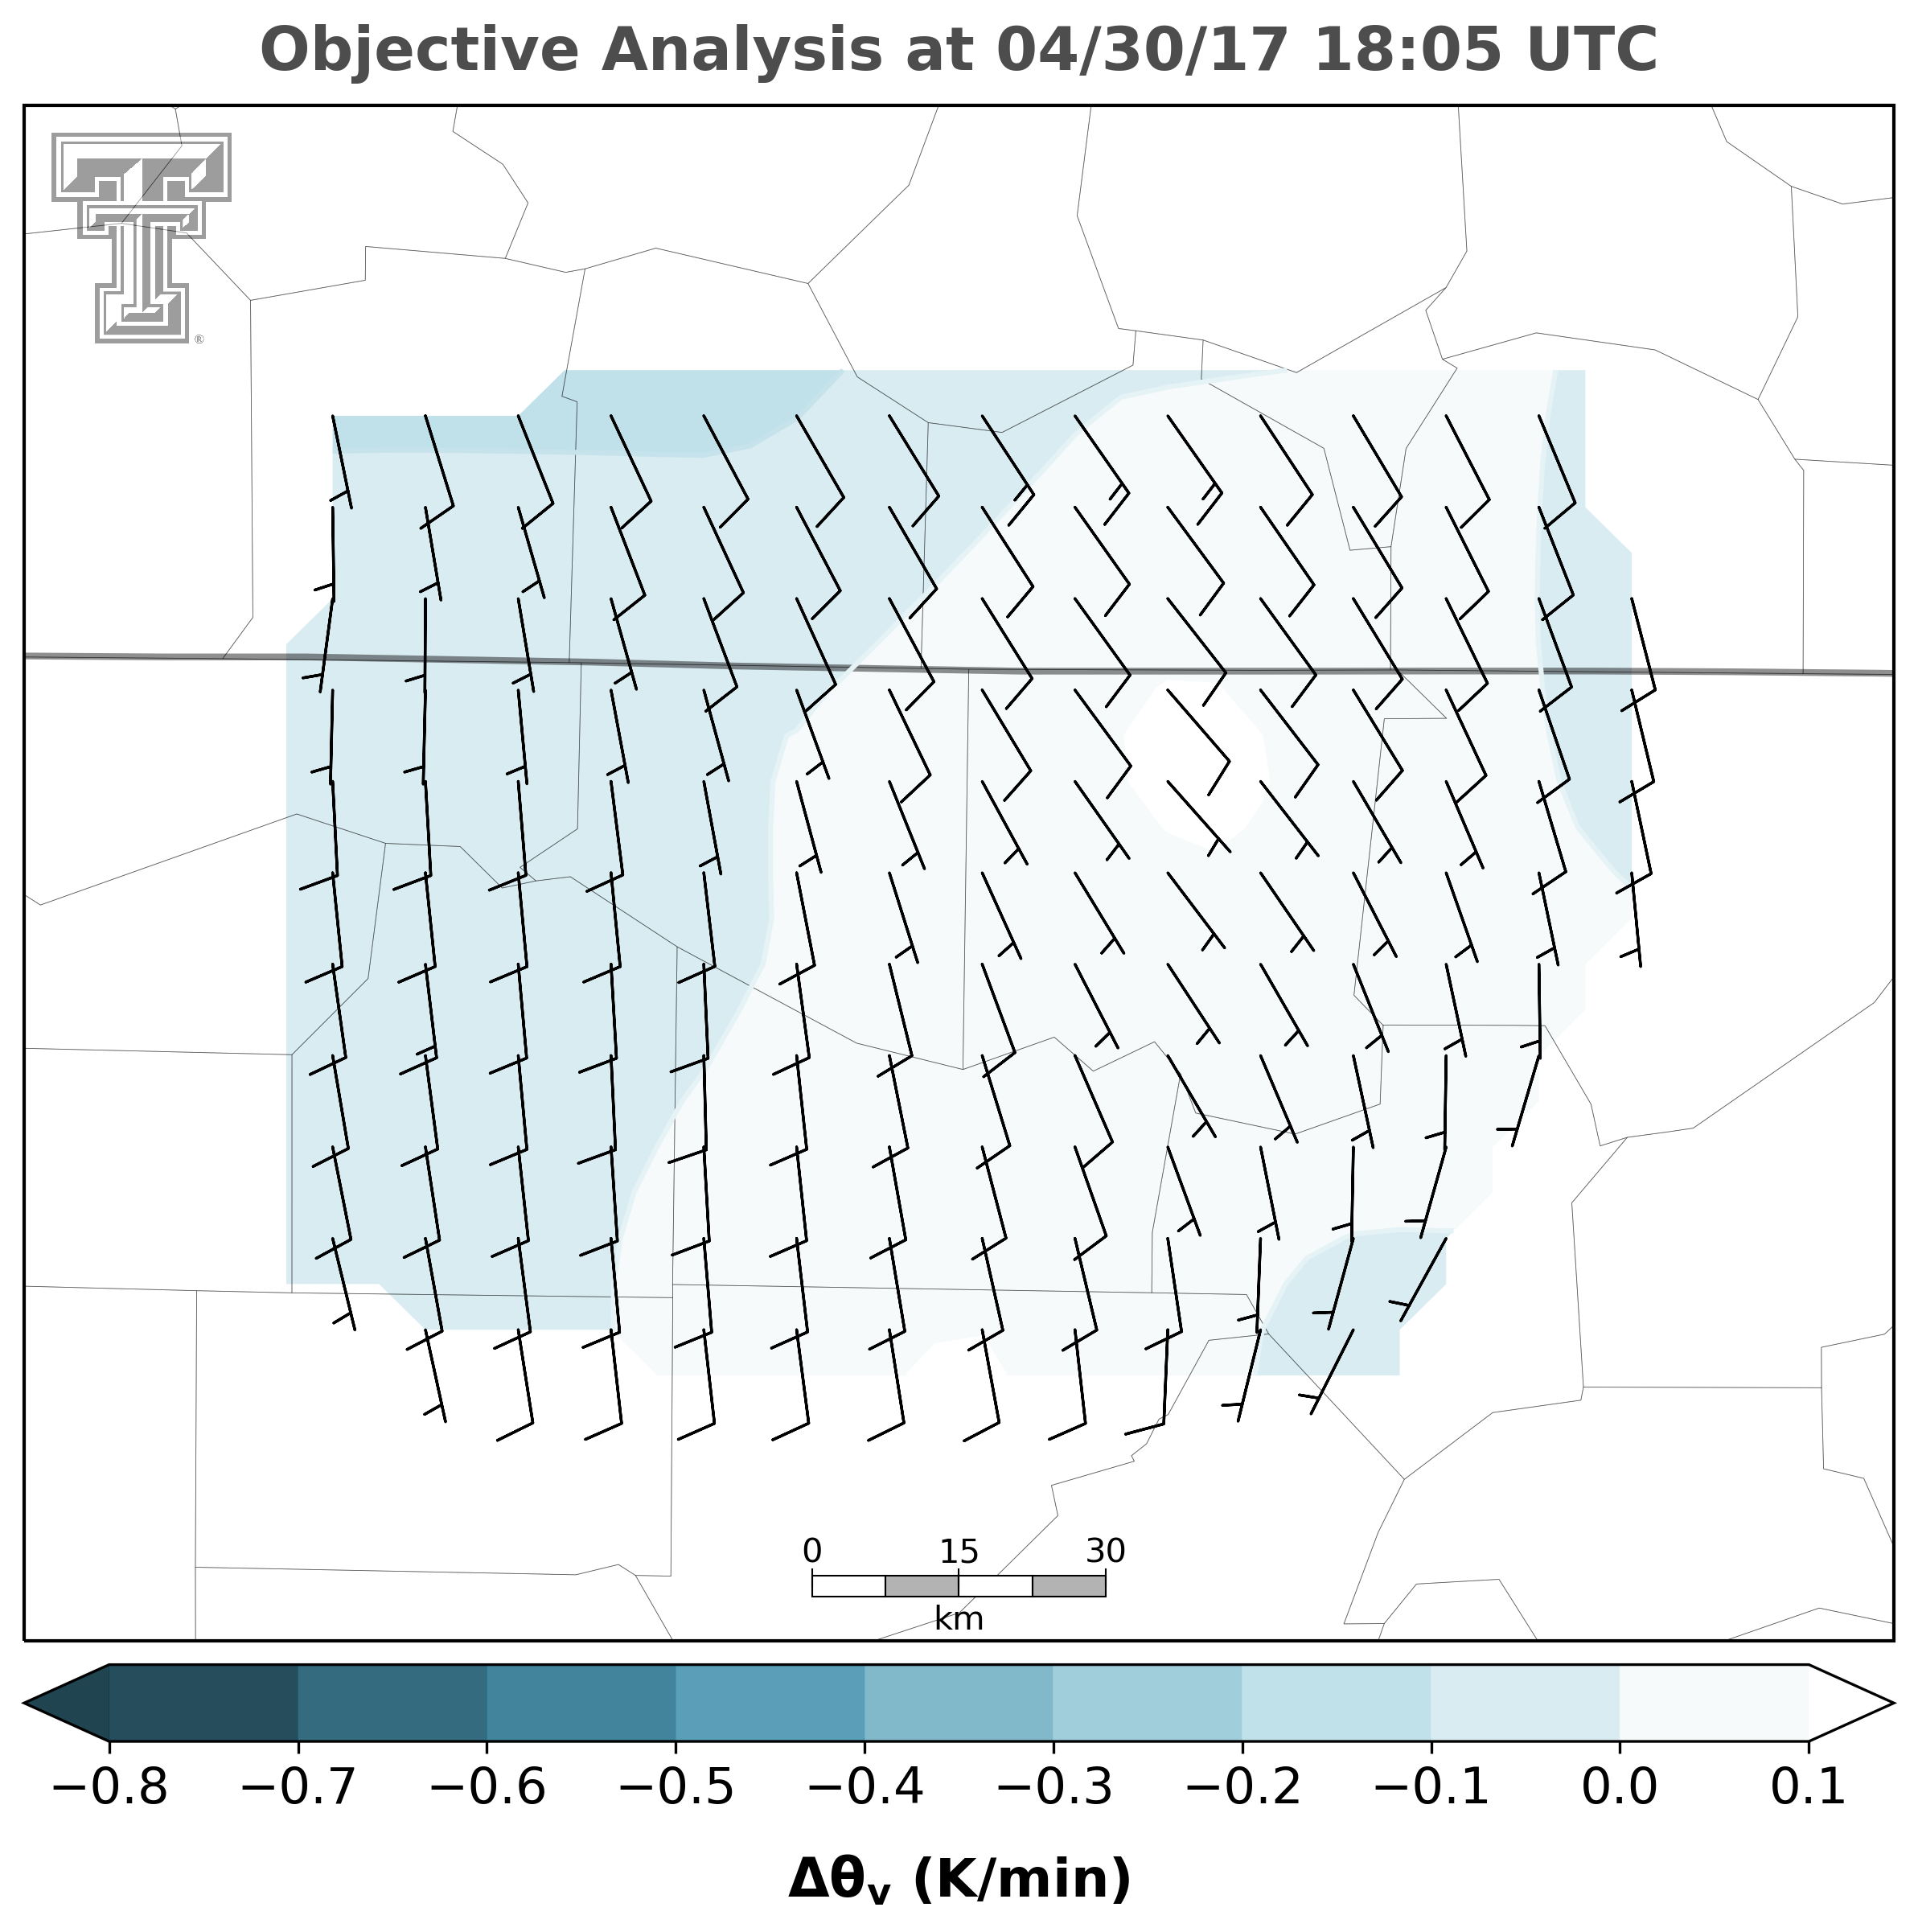 Objective Analysis at 04/30/17 18:05 UTC
®
0 15 30
km
−0.8 −0.7 −0.6 −0.5 −0.4 −0.3 −0.2 −0.1 0.0 0.1
Δθv (K/min)